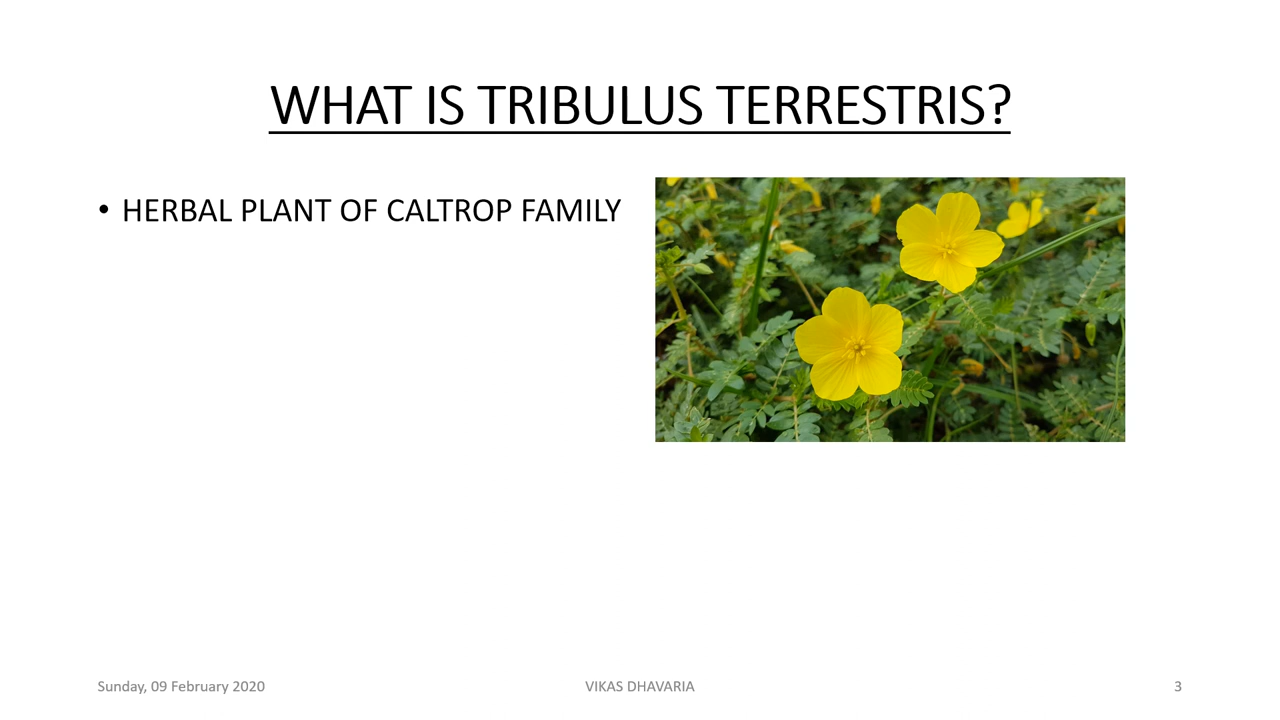 WHAT IS TRIBULUS TERRESTRIS?
• HERBAL PLANT OF CALTROP FAMILY
Sunday, 09 February 2020
VIKAS DHAVARIA
3